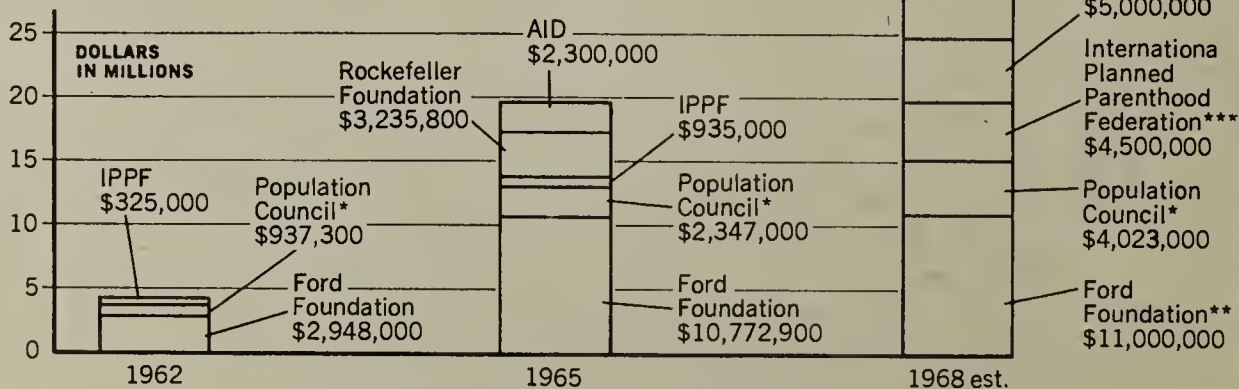 25
DOLLARS
IN MILLIONS
20
15
10
5
0
IPPF
$325,000
Population
Council*
$937,300
Ford
Foundation
$2,948,000
1962
AID
$2,300,000
Rockefeller
Foundation
$3,235,800
IPPF
$935,000
Population
Council*
$2,347,000
Ford
Foundation
$10,772,900
1965
$5,000,000
Internationa
Planned
Parenthood
Federation***
$4,500,000
Population
Council*
$4,023,000
Ford
Foundation**
$11,000,000
1968 est.